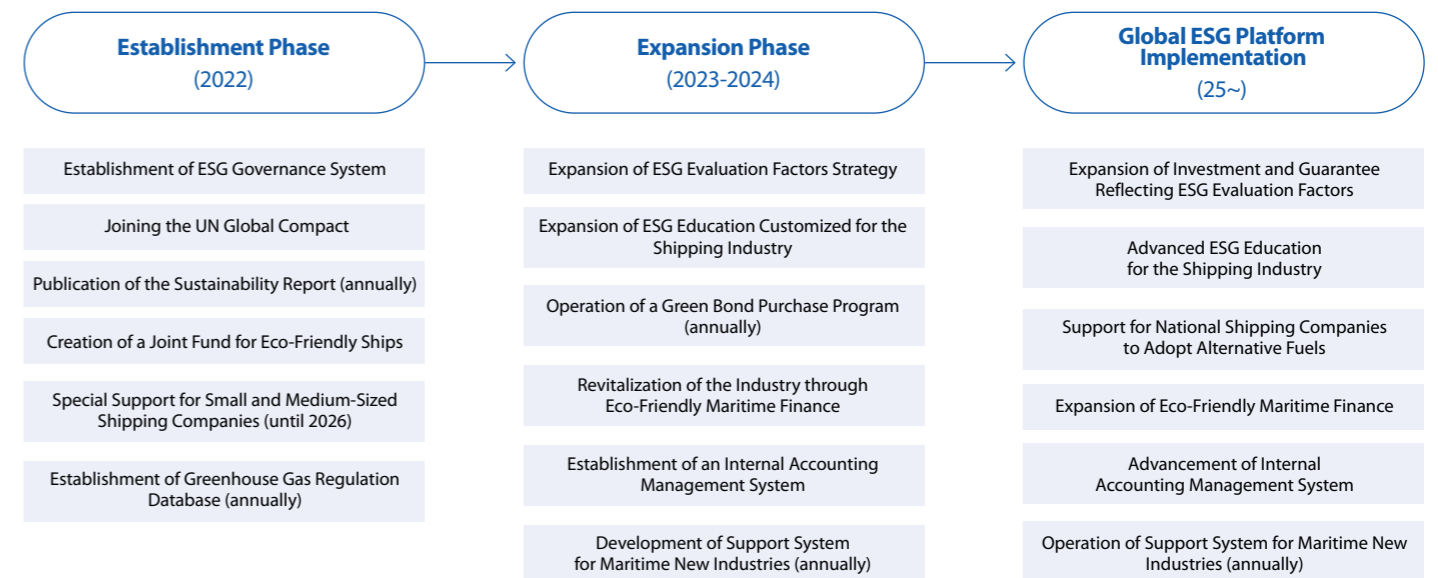 Establishment Phase
(2022)
Establishment of ESG Governance System
Joining the UN Global Compact
Publication of the Sustainability Report (annually)
Creation of a Joint Fund for Eco-Friendly Ships
Special Support for Small and Medium-Sized
Shipping Companies (until 2026)
Establishment of Greenhouse Gas Regulation
Database (annually)
Expansion Phase
(2023-2024)
Expansion of ESG Evaluation Factors Strategy
Expansion of ESG Education Customized for the
Shipping Industry
Operation of a Green Bond Purchase Program
(annually)
Revitalization of the Industry through
Eco-Friendly Maritime Finance
Establishment of an Internal Accounting
Management System
Development of Support System
for Maritime New Industries (annually)
Global ESG Platform
Implementation
(25~)
Expansion of Investment and Guarantee
Reflecting ESG Evaluation Factors
Advanced ESG Education
for the Shipping Industry
Support for National Shipping Companies
to Adopt Alternative Fuels
Expansion of Eco-Friendly Maritime Finance
Advancement of Internal
Accounting Management System
Operation of Support System for Maritime New
Industries (annually)